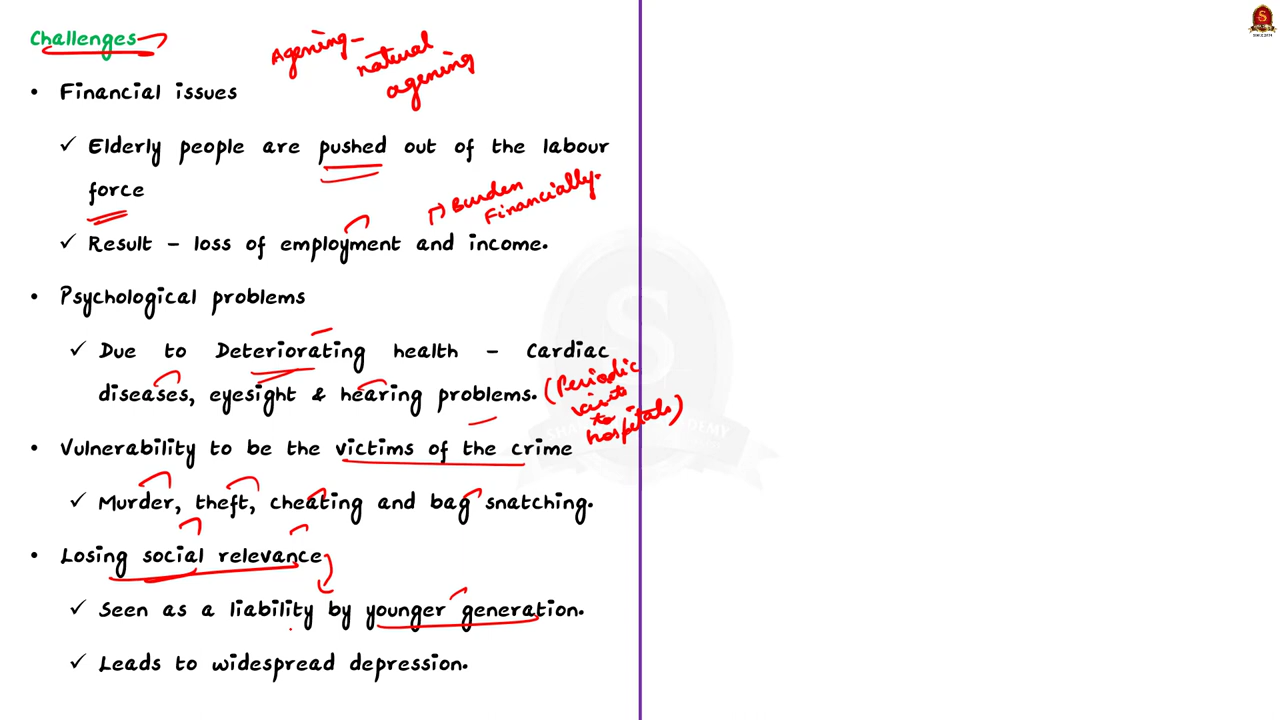 Challenges
Agening - natural
agening
• Financial issues
✓ Elderly people are pushed out of the labour
force
Burden
Financially.
✓ Result – loss of employment and income.
• Psychological problems
✓ Due to Deteriorating health – Cardiac
diseases, eyesight & hearing problems.
(Periodic
visits
to
hospitals)
• Vulnerability to be the victims of the crime
✓ Murder, theft, cheating and bag snatching.
• Losing social relevance
✓ Seen as a liability by younger generation.
✓ Leads to widespread depression.